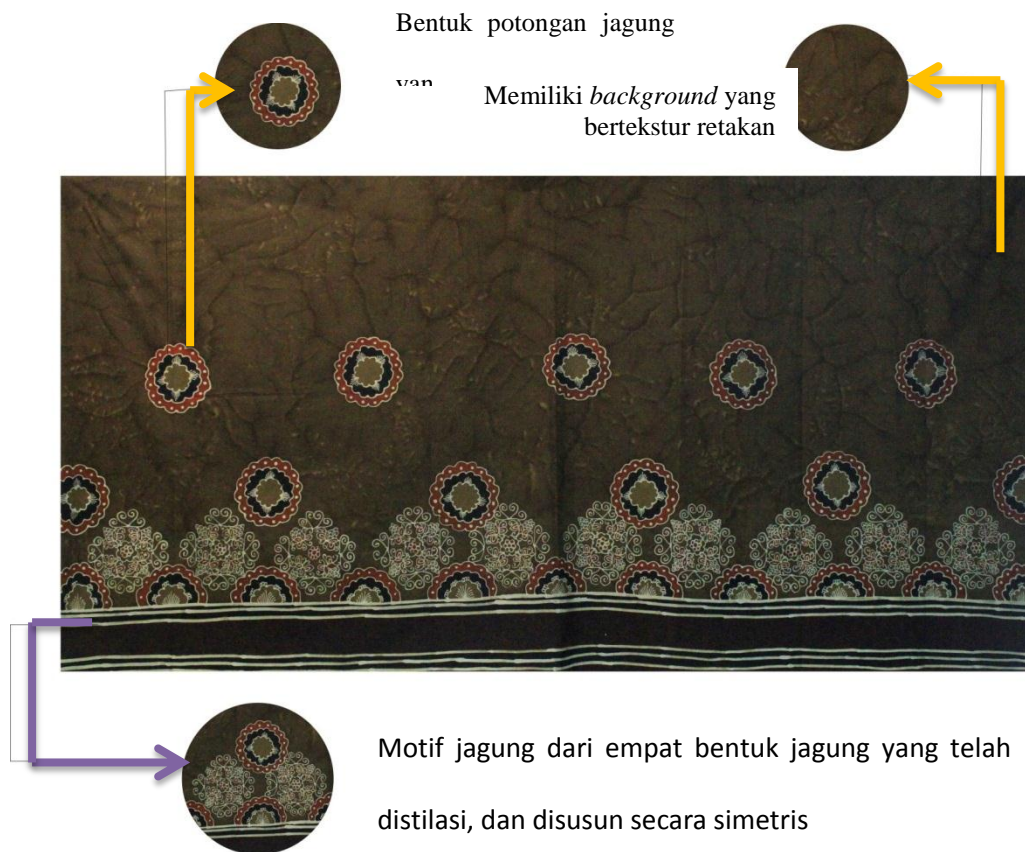 Bentuk potongan jagung
Memiliki background yang
bertekstur retakan
Motif jagung dari empat bentuk jagung yang telah
distilasi, dan disusun secara simetris